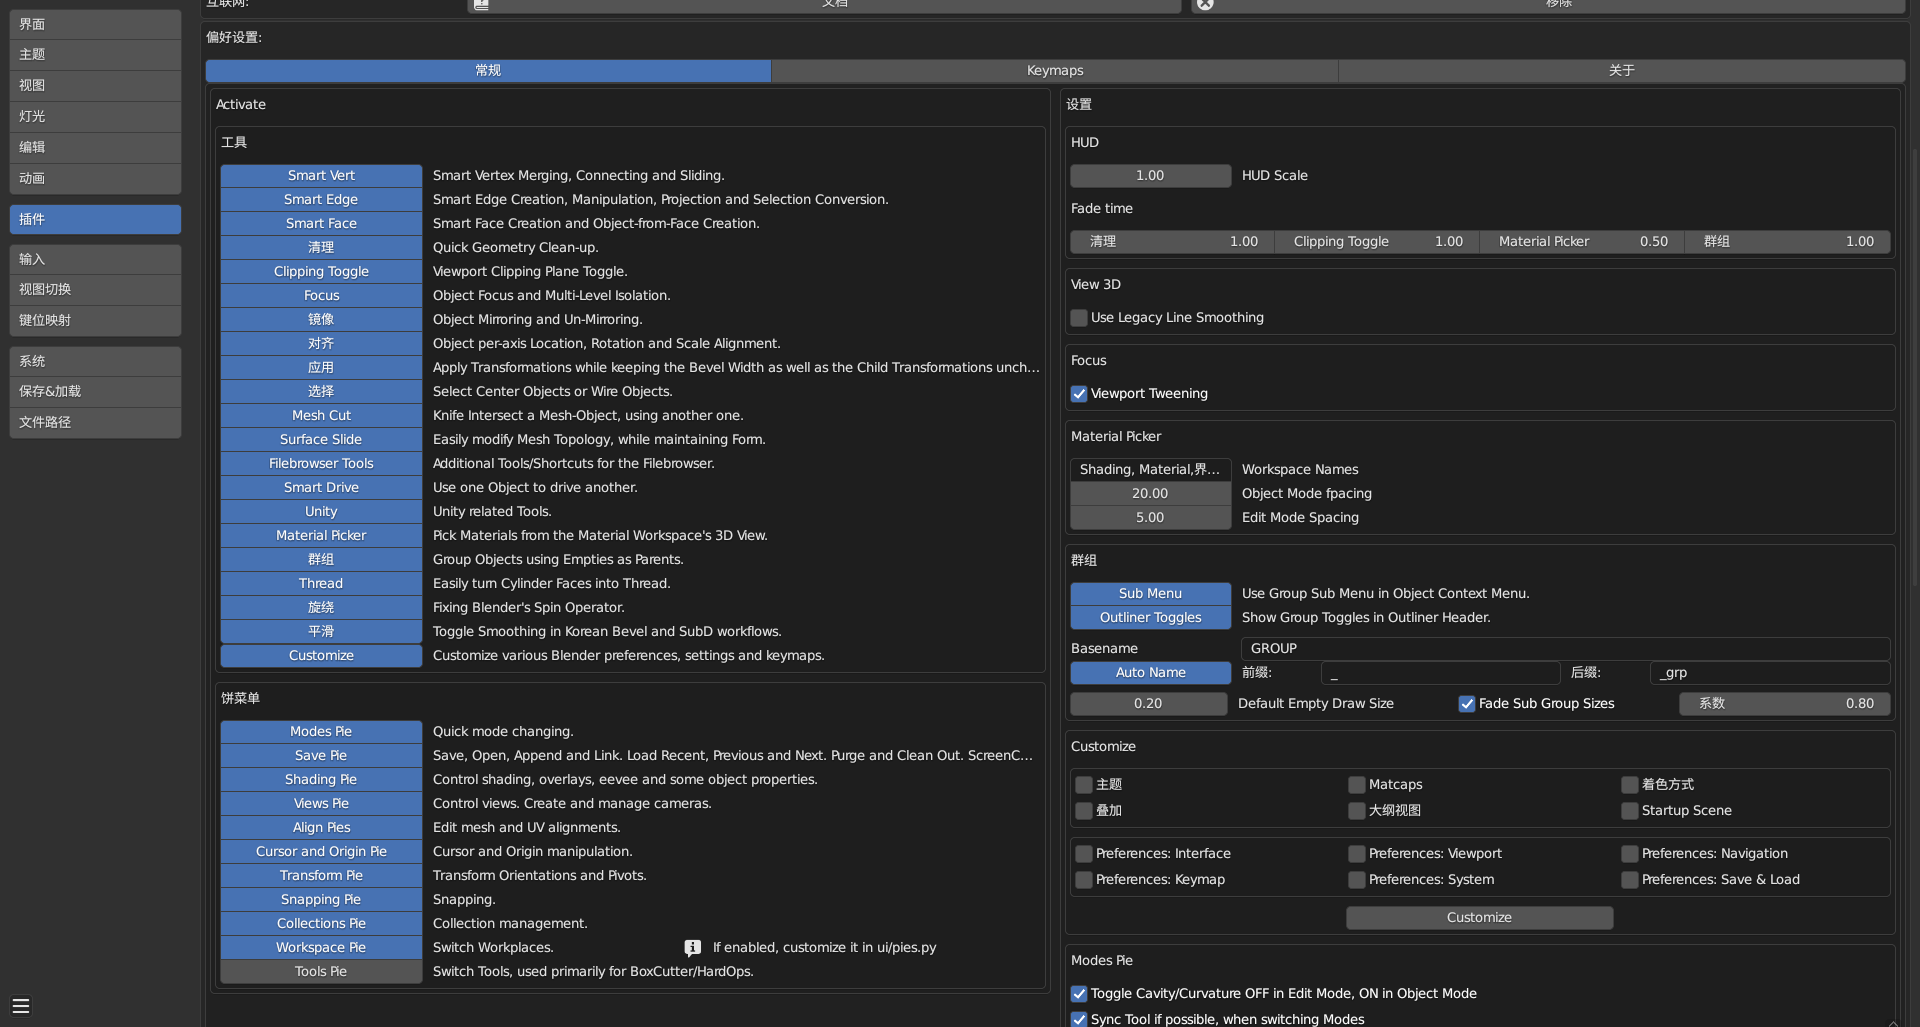 互联网:
文档
移除
界面
主题
视图
灯光
编辑
动画
插件
输入
视图切换
键位映射
系统
保存&加载
文件路径
偏好设置:
常规
Keymaps
关于
Activate
工具
Smart Vert Smart Vertex Merging, Connecting and Sliding.
Smart Edge Smart Edge Creation, Manipulation, Projection and Selection Conversion.
Smart Face Smart Face Creation and Object-from-Face Creation.
清理 Quick Geometry Clean-up.
Clipping Toggle Viewport Clipping Plane Toggle.
Focus Object Focus and Multi-Level Isolation.
镜像 Object Mirroring and Un-Mirroring.
对齐 Object per-axis Location, Rotation and Scale Alignment.
应用 Apply Transformations while keeping the Bevel Width as well as the Child Transformations unch...
选择 Select Center Objects or Wire Objects.
Mesh Cut Knife Intersect a Mesh-Object, using another one.
Surface Slide Easily modify Mesh Topology, while maintaining Form.
Filebrowser Tools Additional Tools/Shortcuts for the Filebrowser.
Smart Drive Use one Object to drive another.
Unity Unity related Tools.
Material Picker Pick Materials from the Material Workspace's 3D View.
群组 Group Objects using Empties as Parents.
Thread Easily turn Cylinder Faces into Thread.
旋绕 Fixing Blender's Spin Operator.
平滑 Toggle Smoothing in Korean Bevel and SubD workflows.
Customize Customize various Blender preferences, settings and keymaps.
饼菜单
Modes Pie Quick mode changing.
Save Pie Save, Open, Append and Link. Load Recent, Previous and Next. Purge and Clean Out. ScreenC...
Shading Pie Control shading, overlays, eevee and some object properties.
Views Pie Control views. Create and manage cameras.
Align Pies Edit mesh and UV alignments.
Cursor and Origin Pie Cursor and Origin manipulation.
Transform Pie Transform Orientations and Pivots.
Snapping Pie Snapping.
Collections Pie Collection management.
Workspace Pie Switch Workplaces. If enabled, customize it in ui/pies.py
Tools Pie Switch Tools, used primarily for BoxCutter/HardOps.
设置
HUD
1.00 HUD Scale
Fade time
清理 1.00 Clipping Toggle 1.00 Material Picker 0.50 群组 1.00
View 3D
Use Legacy Line Smoothing
Focus
Viewport Tweening
Material Picker
Shading, Material,界... Workspace Names
20.00 Object Mode fpacing
5.00 Edit Mode Spacing
群组
Sub Menu Use Group Sub Menu in Object Context Menu.
Outliner Toggles Show Group Toggles in Outliner Header.
Basename GROUP
Auto Name 前缀: _ 后缀: _grp
0.20 Default Empty Draw Size Fade Sub Group Sizes 系数 0.80
Customize
主题 Matcaps 着色方式
叠加 大纲视图 Startup Scene
Preferences: Interface Preferences: Viewport Preferences: Navigation
Preferences: Keymap Preferences: System Preferences: Save & Load
Customize
Modes Pie
Toggle Cavity/Curvature OFF in Edit Mode, ON in Object Mode
Sync Tool if possible, when switching Modes